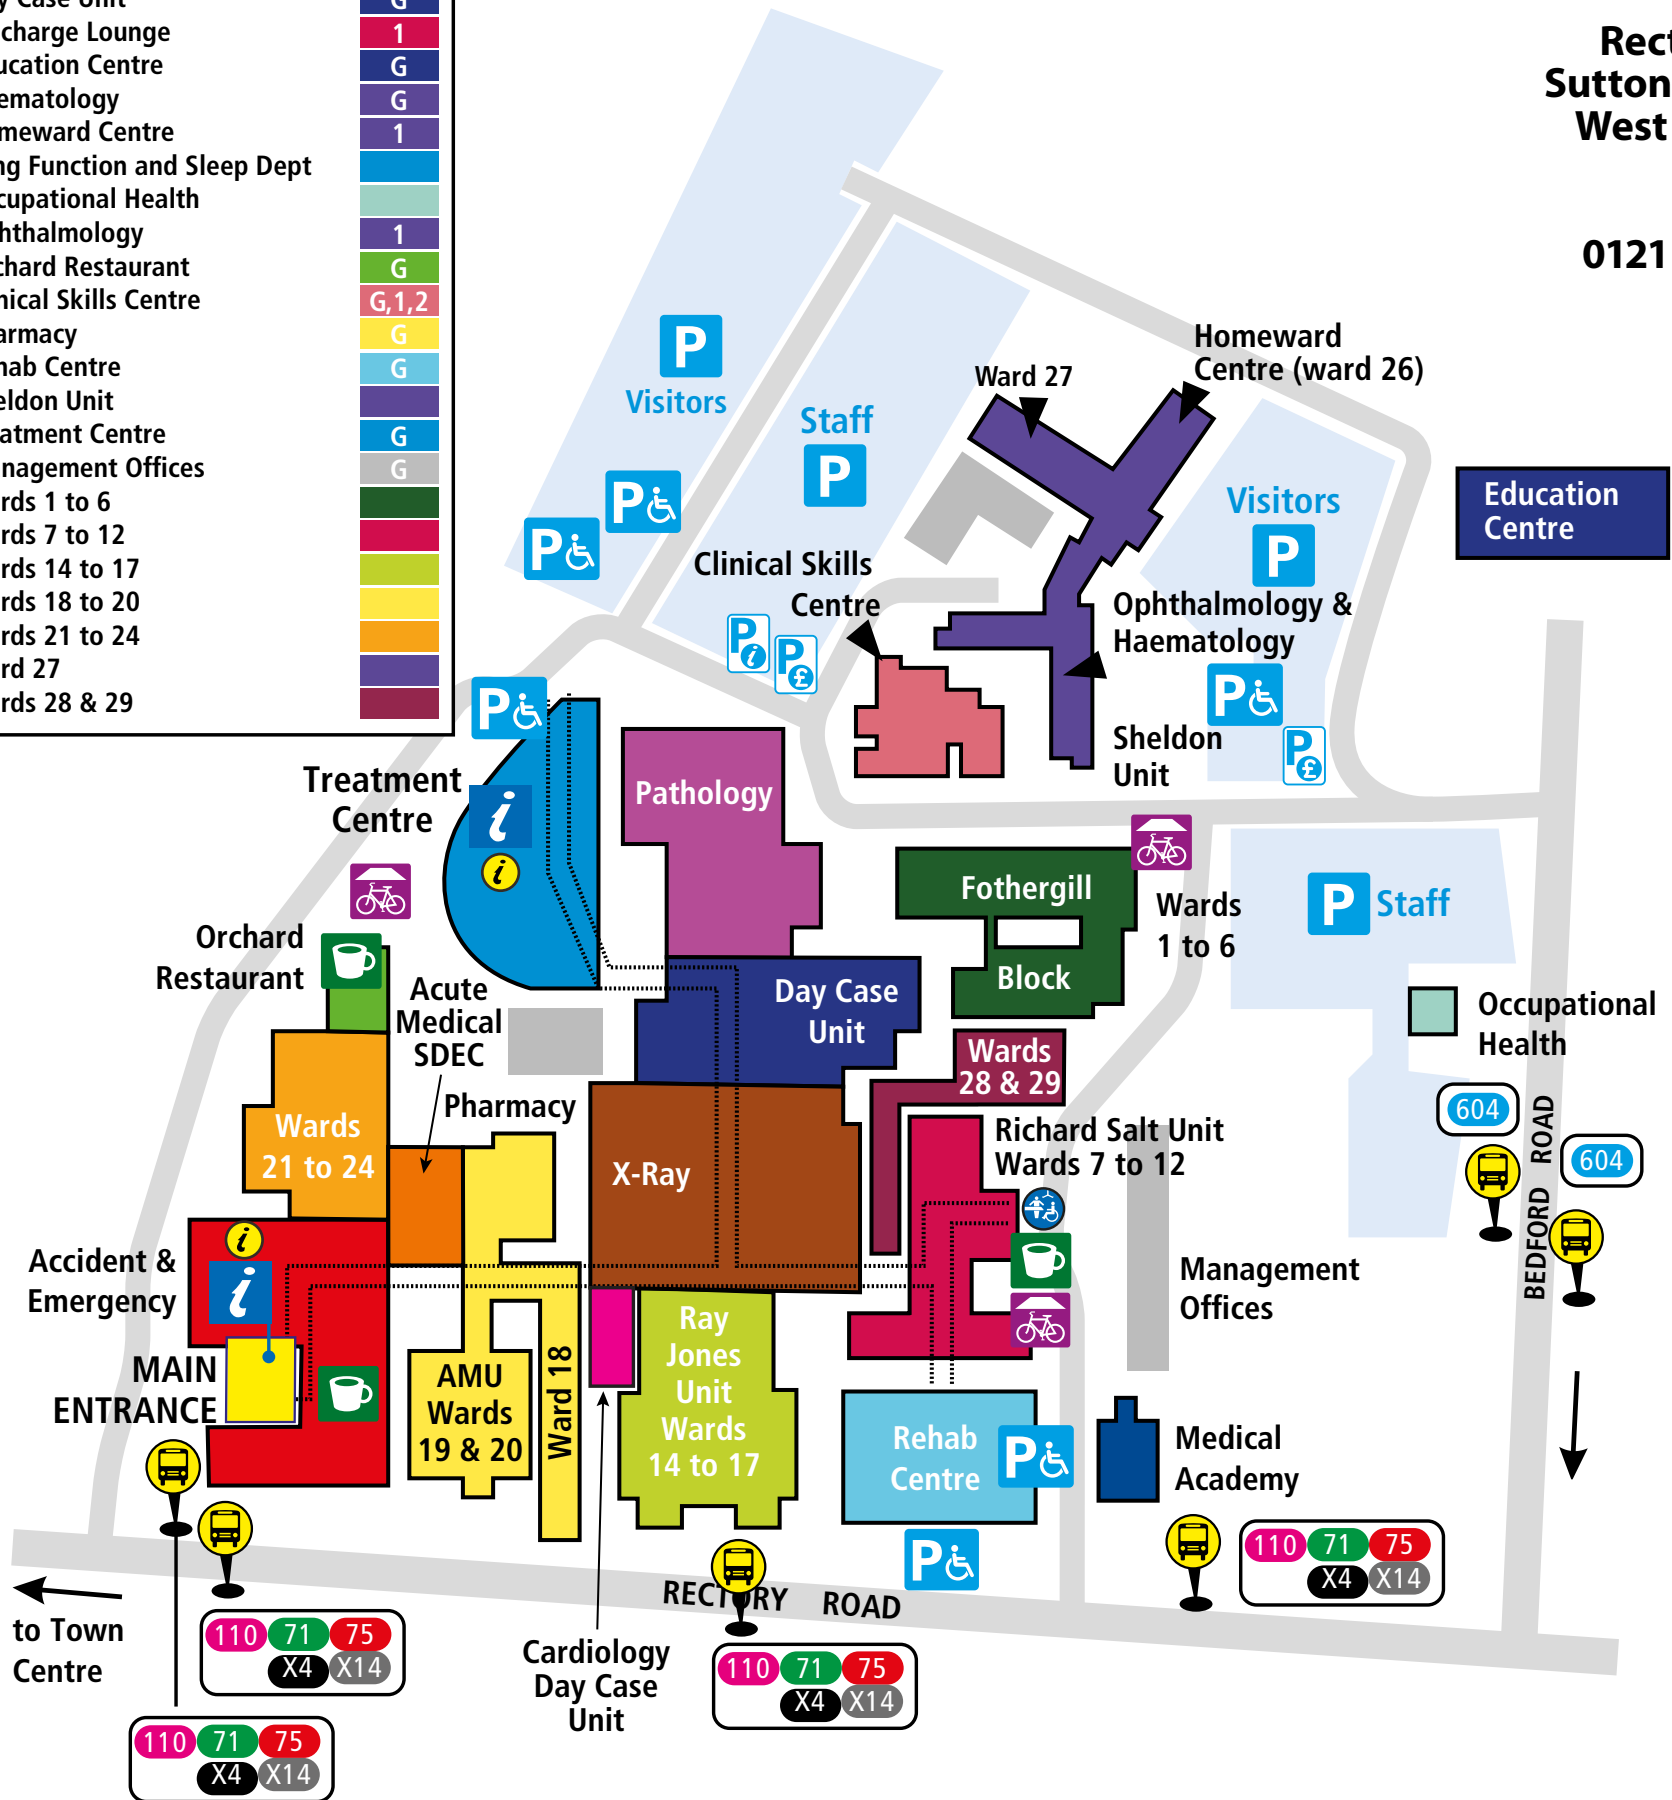 G
charge Lounge 1
ucation Centre G
ematology G
meward Centre 1
ng Function and Sleep Dept
cupational Health
hthalmology 1
chard Restaurant G
nical Skills Centre G,1,2
armacy G
hab Centre G
eldon Unit
eatment Centre G
nagement Offices G
rds 1 to 6
rds 7 to 12
rds 14 to 17
rds 18 to 20
rds 21 to 24
rd 27
rds 28 & 29
Rect
Sutton
West
0121
P
Visitors
Staff
P
Ward 27
Homeward
Centre (ward 26)
Visitors
P
Education
Centre
P
P
Clinical Skills
Centre
P i
P £
Ophthalmology &
Haematology
P
P £
Sheldon
Unit
P
Treatment
Centre
i
i
Pathology
Fothergill
Block
Wards
1 to 6
P Staff
Orchard
Restaurant
Acute
Medical
SDEC
Day Case
Unit
Occupational
Health
Wards
28 & 29
Pharmacy
Wards
21 to 24
X-Ray
Richard Salt Unit
Wards 7 to 12
604
604
BEDFORD ROAD
Accident &
Emergency
i
i
Management
Offices
MAIN
ENTRANCE
AMU
Wards
19 & 20
Ward 18
Ray
Jones
Unit
Wards
14 to 17
Rehab
Centre
P
P
Medical
Academy
110 71 75
X4 X14
RECTORY ROAD
to Town
Centre
110 71 75
X4 X14
Cardiology
Day Case
Unit
110 71 75
X4 X14
110 71 75
X4 X14